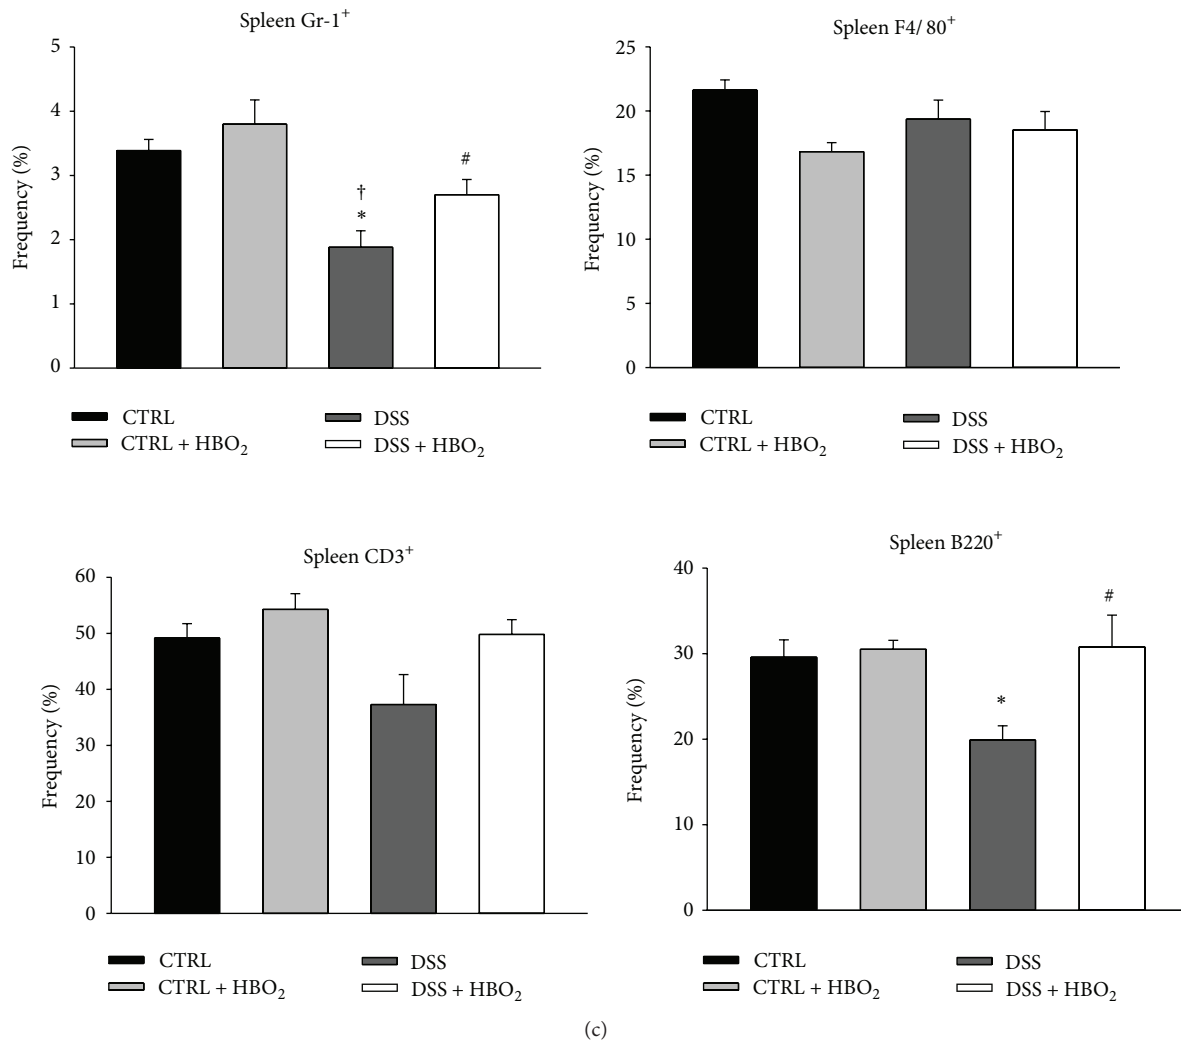 Spleen Gr-1⁺
Frequency (%)
5
4
3
2
1
0
†
*
#
CTRL
CTRL + HBO₂
DSS
DSS + HBO₂
Spleen F4/80⁺
Frequency (%)
25
20
15
10
5
0
CTRL
CTRL + HBO₂
DSS
DSS + HBO₂
Spleen CD3⁺
Frequency (%)
60
50
40
30
20
10
0
CTRL
CTRL + HBO₂
DSS
DSS + HBO₂
Spleen B220⁺
Frequency (%)
40
30
20
10
0
*
#
CTRL
CTRL + HBO₂
DSS
DSS + HBO₂
(c)